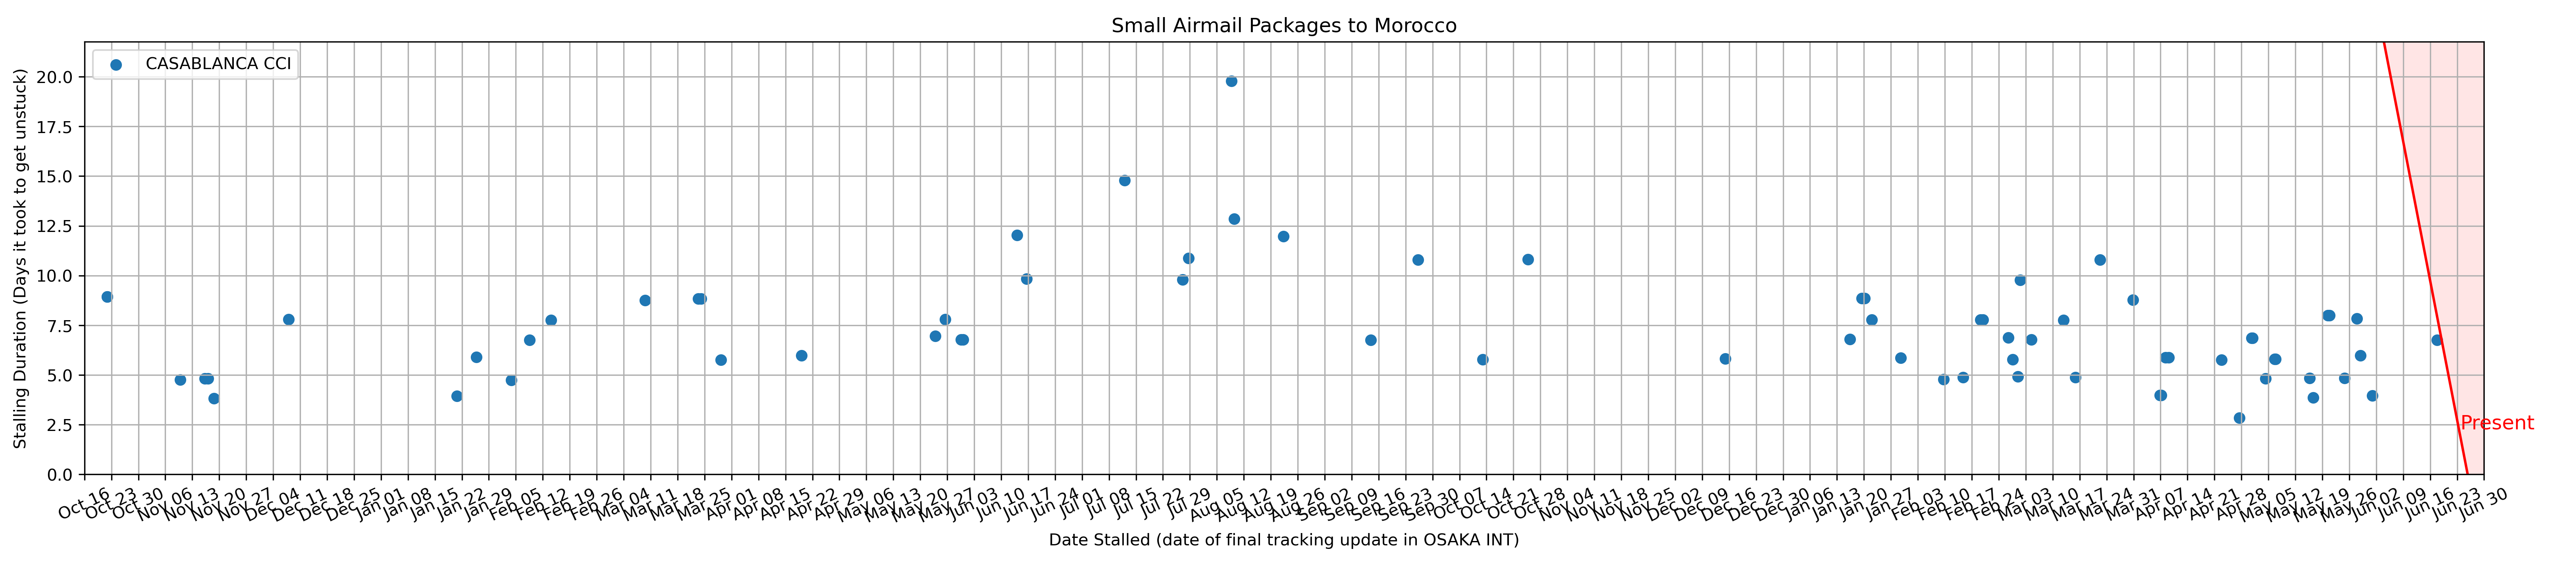 Small Airmail Packages to Morocco
CASABLANCA CCI
Stalling Duration (Days it took to get unstuck)
20.0
17.5
15.0
12.5
10.0
7.5
5.0
2.5
0.0
Present
Oct 16 Oct 23 Oct 30 Nov 06 Nov 13 Nov 20 Nov 27 Dec 04 Dec 11 Dec 18 Dec 25 Jan 01 Jan 08 Jan 15 Jan 22 Jan 29 Feb 05 Feb 12 Feb 19 Feb 26 Mar 04 Mar 11 Mar 18 Mar 25 Apr 01 Apr 08 Apr 15 Apr 22 Apr 29 May 06 May 13 May 20 May 27 Jun 03 Jun 10 Jun 17 Jun 24 Jul 01 Jul 08 Jul 15 Jul 22 Jul 29 Aug 05 Aug 12 Aug 19 Aug 26 Sep 02 Sep 09 Sep 16 Sep 23 Sep 30 Oct 07 Oct 14 Oct 21 Oct 28 Nov 04 Nov 11 Nov 18 Nov 25 Dec 02 Dec 09 Dec 16 Dec 23 Dec 30 Jan 06 Jan 13 Jan 20 Jan 27 Feb 03 Feb 10 Feb 17 Feb 24 Mar 03 Mar 10 Mar 17 Mar 24 Mar 31 Apr 07 Apr 14 Apr 21 Apr 28 May 05 May 12 May 19 May 26 Jun 02 Jun 09 Jun 16 Jun 23 Jun 30
Date Stalled (date of final tracking update in OSAKA INT)